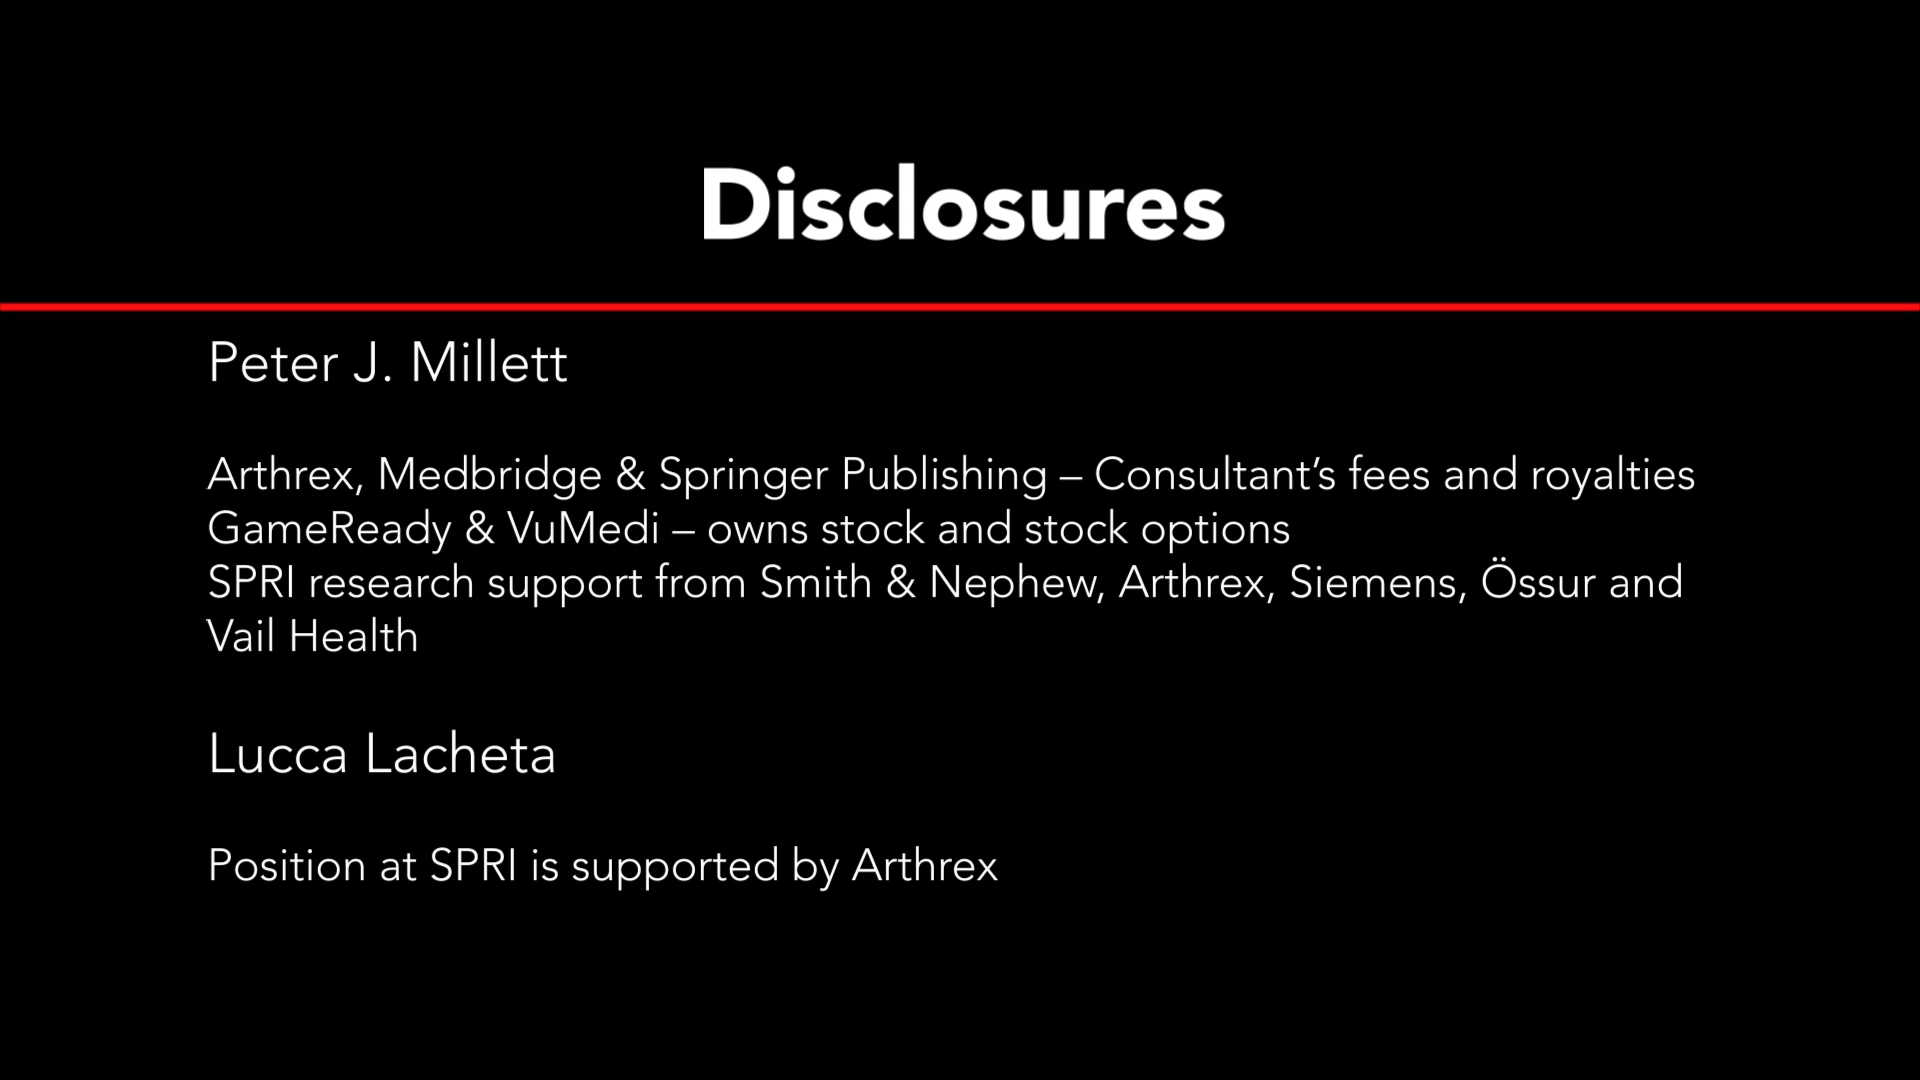 Disclosures
Peter J. Millett
Arthrex, Medbridge & Springer Publishing – Consultant’s fees and royalties
GameReady & VuMedi – owns stock and stock options
SPRI research support from Smith & Nephew, Arthrex, Siemens, Össur and
Vail Health
Lucca Lacheta
Position at SPRI is supported by Arthrex